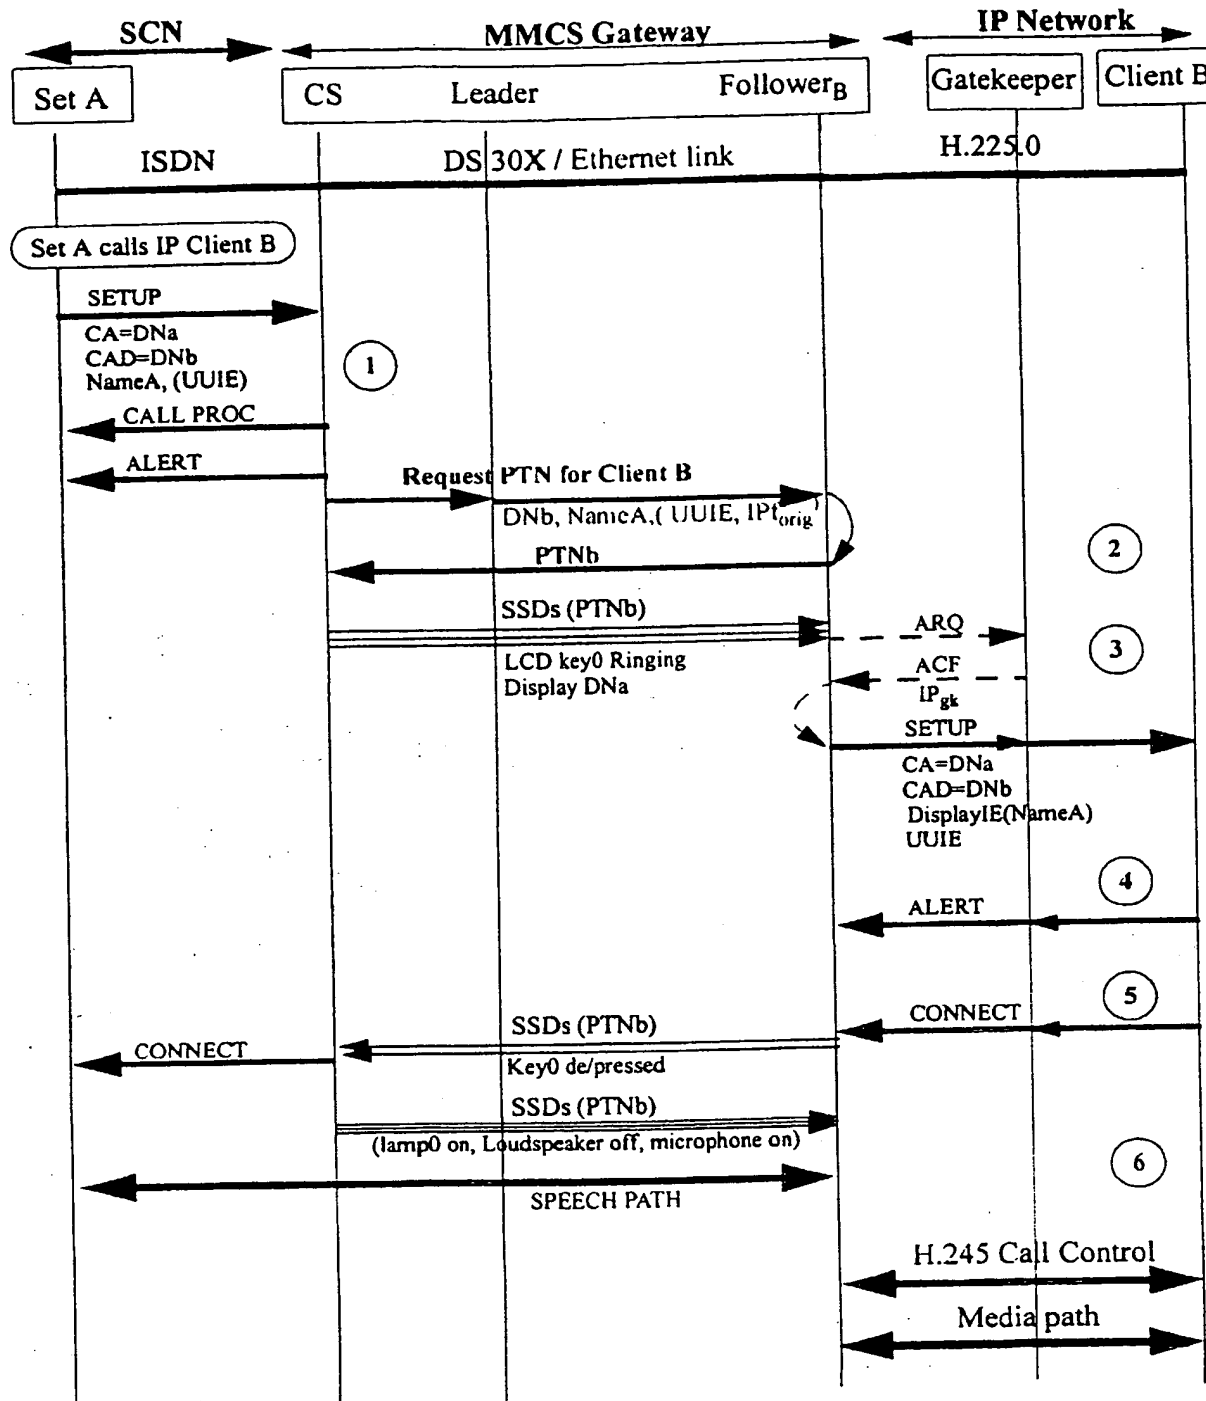 SCN
MMCS Gateway
IP Network
Set A
CS
Leader
FollowerB
Gatekeeper
Client B
ISDN
DS 30X / Ethernet link
H.225.0
Set A calls IP Client B
SETUP
CA=DNa
CAD=DNb
NameA, (UUIE)
1
CALL PROC
ALERT
Request PTN for Client B
DNb, NameA,( UUIE, IPtorig)
PTNb
2
SSDs (PTNb)
LCD key0 Ringing
Display DNa
ARQ
3
ACF
IPgk
SETUP
CA=DNa
CAD=DNb
DisplayIE(NameA)
UUIE
4
ALERT
5
CONNECT
SSDs (PTNb)
CONNECT
Key0 de/pressed
SSDs (PTNb)
(lamp0 on, Loudspeaker off, microphone on)
6
SPEECH PATH
H.245 Call Control
Media path